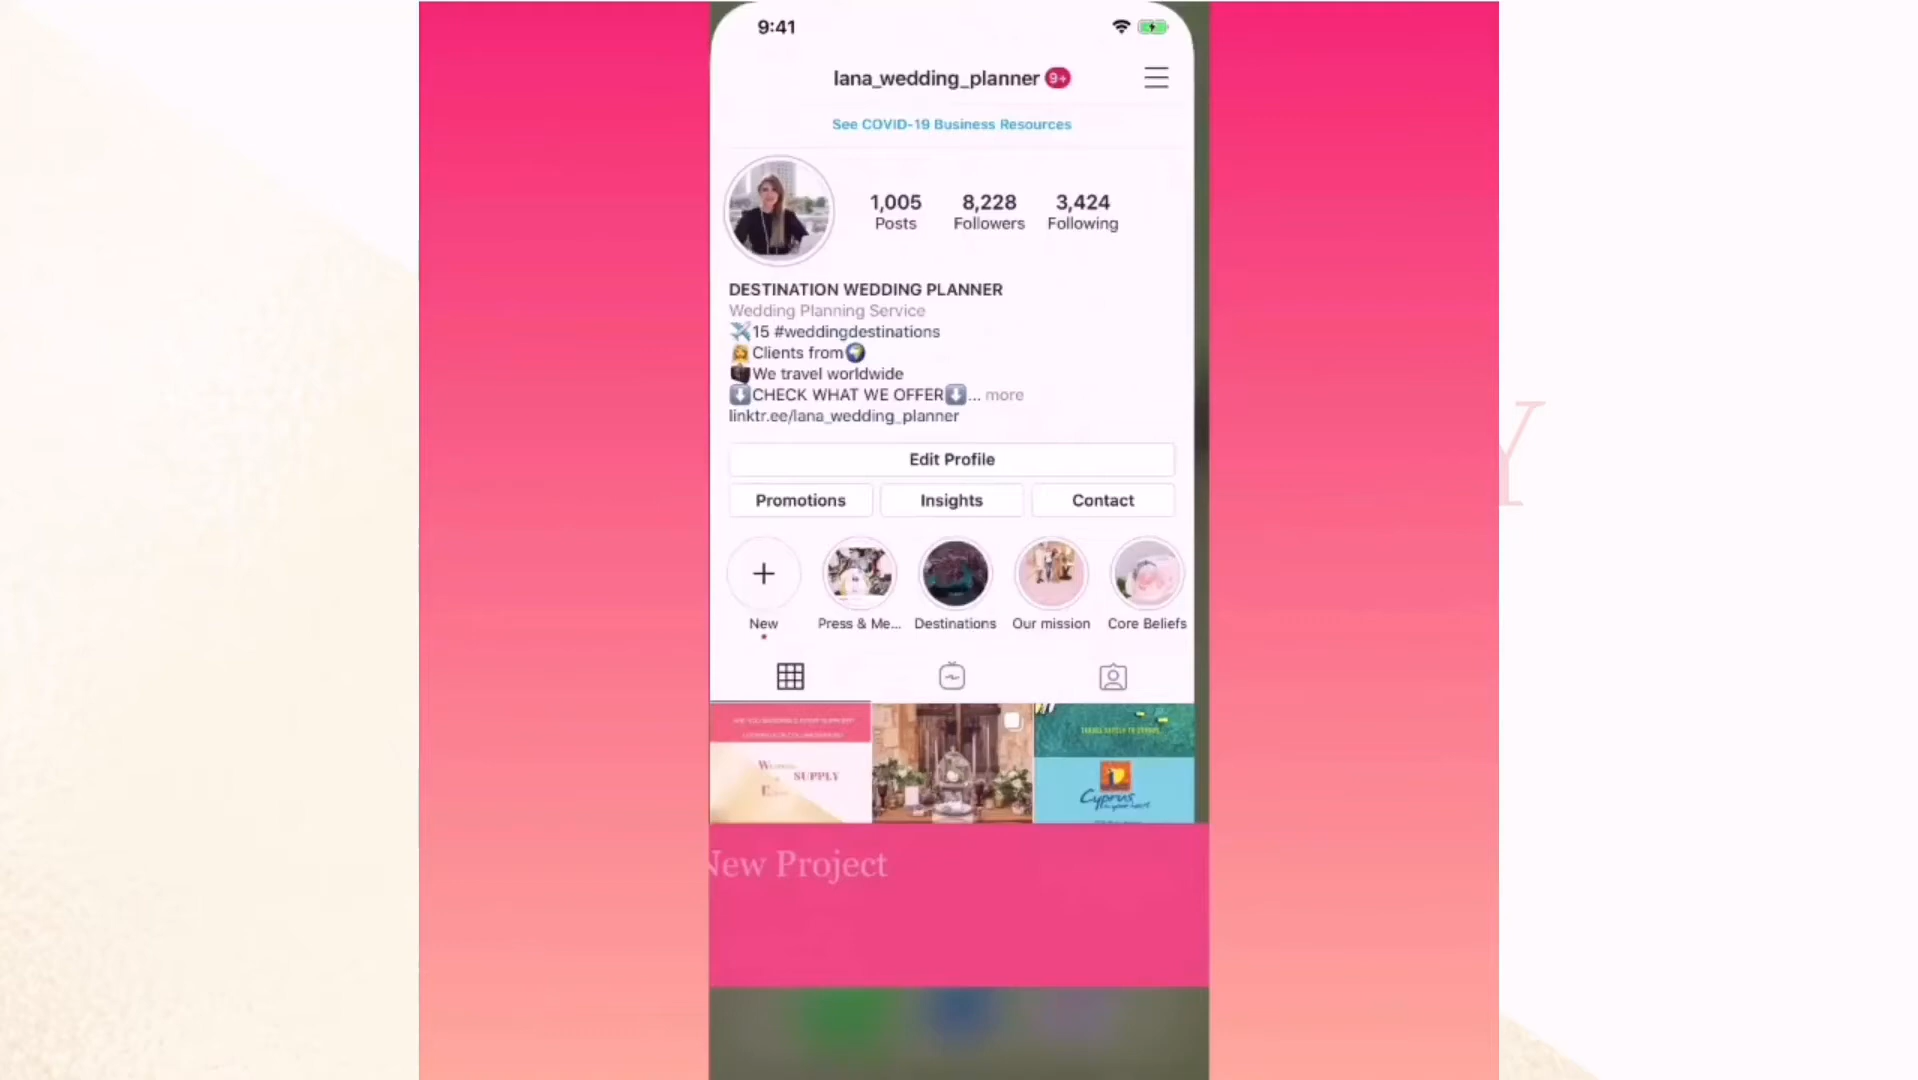 9:41
lana_wedding_planner 9+
See COVID-19 Business Resources
1,005 8,228 3,424
Posts Followers Following
DESTINATION WEDDING PLANNER
Wedding Planning Service
15 #weddingdestinations
Clients from
We travel worldwide
CHECK WHAT WE OFFER... more
linktr.ee/lana_wedding_planner
Edit Profile
Promotions Insights Contact
New Press & Me... Destinations Our mission Core Beliefs
SUPPLY
Cyprus
New Project
Y